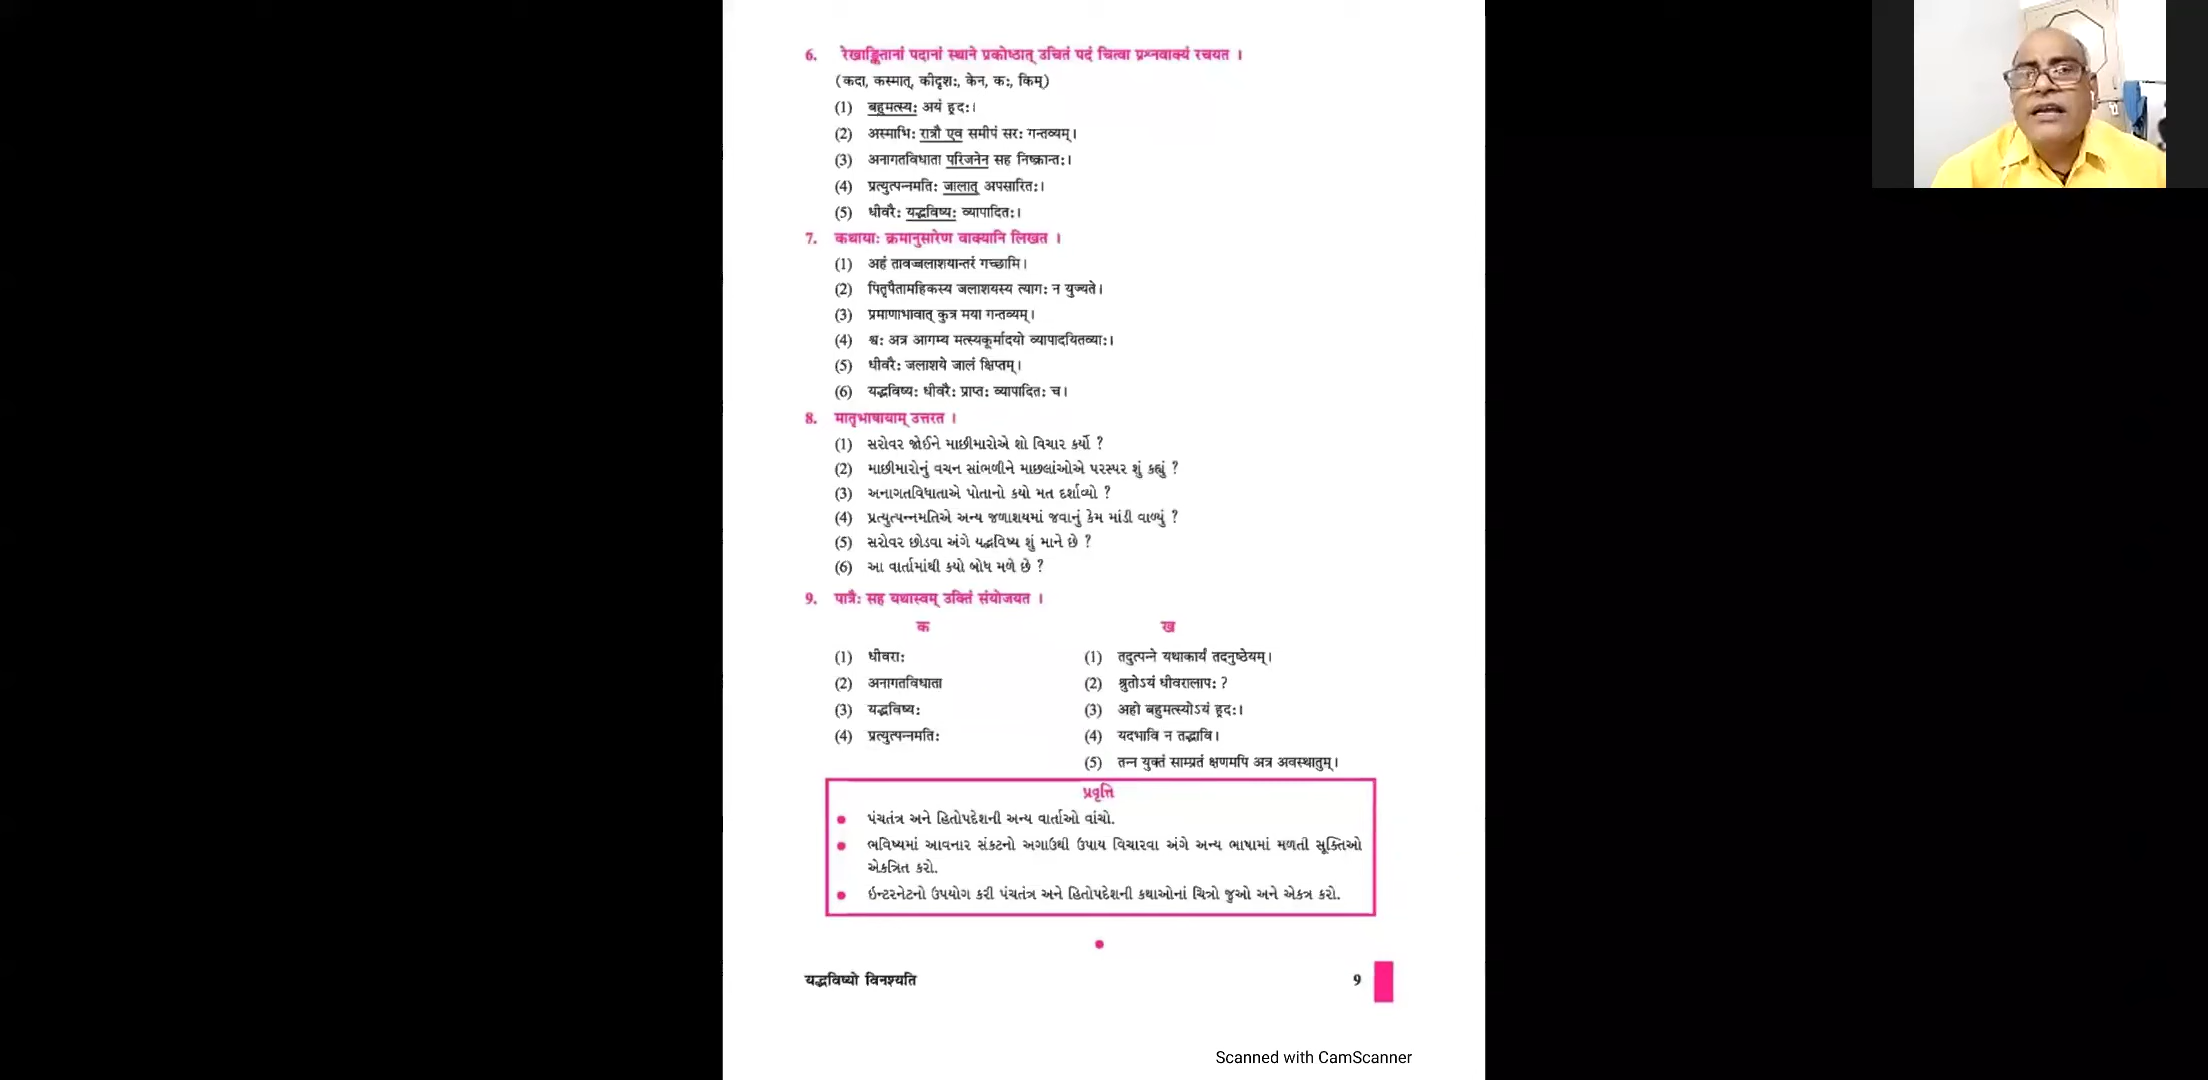 6. रेखाङ्कितानां पदानां स्थाने प्रकोष्ठात् उचितं पदं चित्वा प्रश्नवाक्यं रचयत ।
(कदा, कस्मात्, कीदृशः, केन, कः, किम्)
(1) बहुमत्स्यः अयं ह्रदः।
(2) अस्माभिः रात्रौ एव समीपं सरः गन्तव्यम्।
(3) अनागतविधाता परिजनेन सह निष्क्रान्तः।
(4) प्रत्युत्पन्नमतिः जालात् अपसारितः।
(5) धीवरैः यद्भविष्यः व्यापादितः।
7. कथायाः क्रमानुसारेण वाक्यानि लिखत ।
(1) अहं तावज्जलाशयान्तरं गच्छामि।
(2) पितृपैतामहिकस्य जलाशयस्य त्यागः न युज्यते।
(3) प्रमाणाभावात् कुत्र मया गन्तव्यम्।
(4) श्वः अत्र आगम्य मत्स्यकूर्मादयो व्यापादयितव्याः।
(5) धीवरैः जलाशये जालं क्षिप्तम्।
(6) यद्भविष्यः धीवरैः प्राप्तः व्यापादितः च।
8. मातृभाषायाम् उत्तरत ।
(1) સરોવર જોઈને માછીમારોએ શો વિચાર કર્યો ?
(2) માછીમારોનું વચન સાંભળીને માછલાંઓએ પરસ્પર શું કહ્યું ?
(3) અનાગતવિધાતાએ પોતાનો કયો મત દર્શાવ્યો ?
(4) પ્રત્યુત્પન્નમતિએ અન્ય જળાશયમાં જવાનું કેમ માંડી વાળ્યું ?
(5) સરોવર છોડવા અંગે યદ્ભવિષ્ય શું માને છે ?
(6) આ વાર્તામાંથી કયો બોધ મળે છે ?
9. पात्रैः सह यथास्वम् उक्तिं संयोजयत ।
क ख
(1) धीवराः (1) तदुत्पन्ने यथाकार्यं तदनुष्ठेयम्।
(2) अनागतविधाता (2) श्रुतोऽयं धीवरालापः ?
(3) यद्भविष्यः (3) अहो बहुमत्स्योऽयं ह्रदः।
(4) प्रत्युत्पन्नमतिः (4) यदभावि न तद्भावि।
(5) तन्न युक्तं साम्प्रतं क्षणमपि अत्र अवस्थातुम्।
પ્રવૃત્તિ
● પંચતંત્ર અને હિતોપદેશની અન્ય વાર્તાઓ વાંચો.
● ભવિષ્યમાં આવનાર સંકટનો અગાઉથી ઉપાય વિચારવા અંગે અન્ય ભાષામાં મળતી સૂક્તિઓ
એકત્રિત કરો.
● ઇન્ટરનેટનો ઉપયોગ કરી પંચતંત્ર અને હિતોપદેશની કથાઓનાં ચિત્રો જુઓ અને એકત્ર કરો.
यद्भविष्यो विनश्यति 9
Scanned with CamScanner